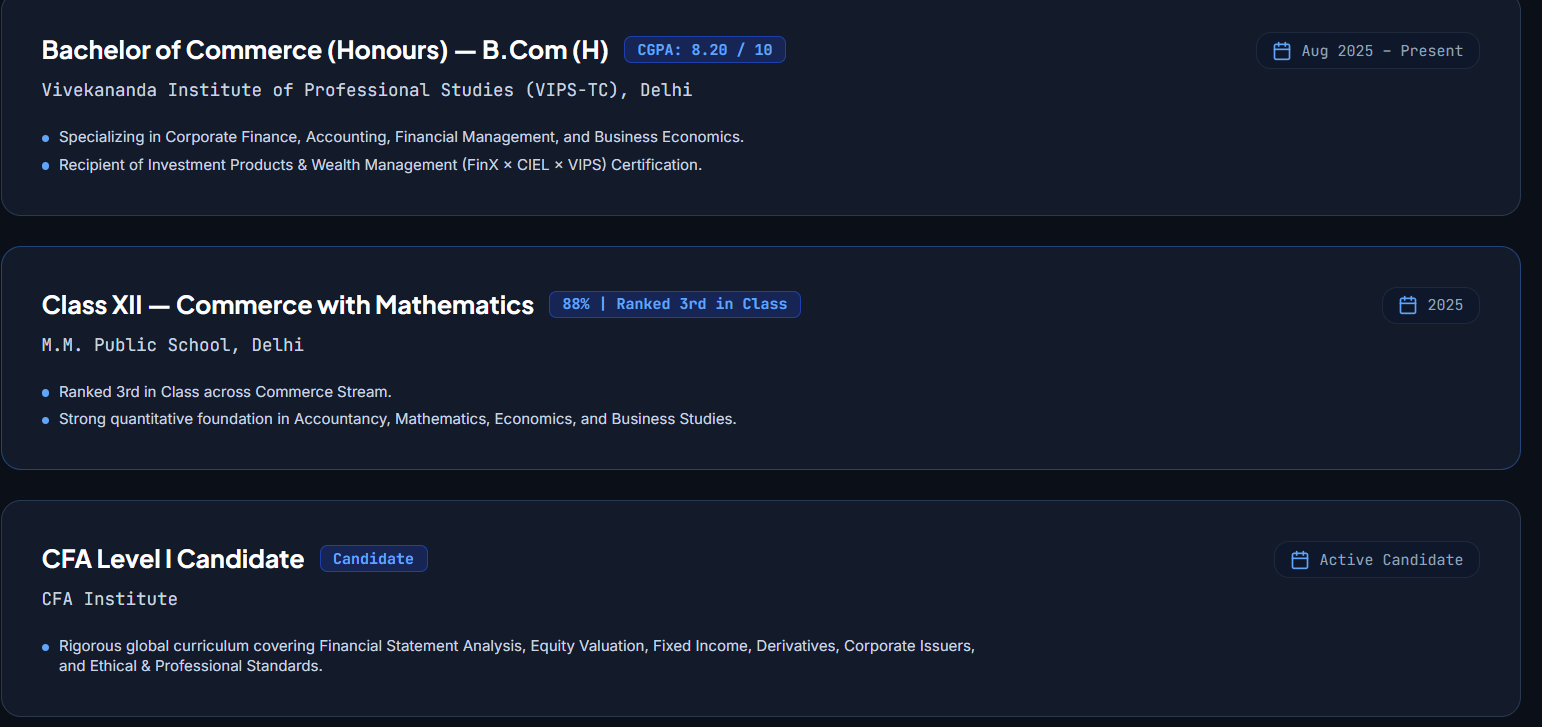 Bachelor of Commerce (Honours) — B.Com (H)
CGPA: 8.20 / 10
Aug 2025 – Present
Vivekananda Institute of Professional Studies (VIPS-TC), Delhi
Specializing in Corporate Finance, Accounting, Financial Management, and Business Economics.
Recipient of Investment Products & Wealth Management (FinX × CIEL × VIPS) Certification.
Class XII — Commerce with Mathematics
88% | Ranked 3rd in Class
2025
M.M. Public School, Delhi
Ranked 3rd in Class across Commerce Stream.
Strong quantitative foundation in Accountancy, Mathematics, Economics, and Business Studies.
CFA Level I Candidate
Candidate
Active Candidate
CFA Institute
Rigorous global curriculum covering Financial Statement Analysis, Equity Valuation, Fixed Income, Derivatives, Corporate Issuers,
and Ethical & Professional Standards.